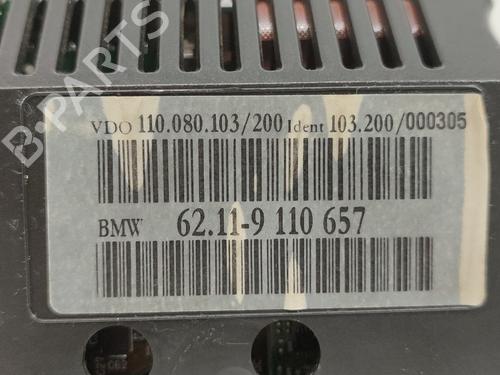 B-PARTS
VDO 110.080.103/200 Ident 103.200/000305
BMW 62.11-9 110 657